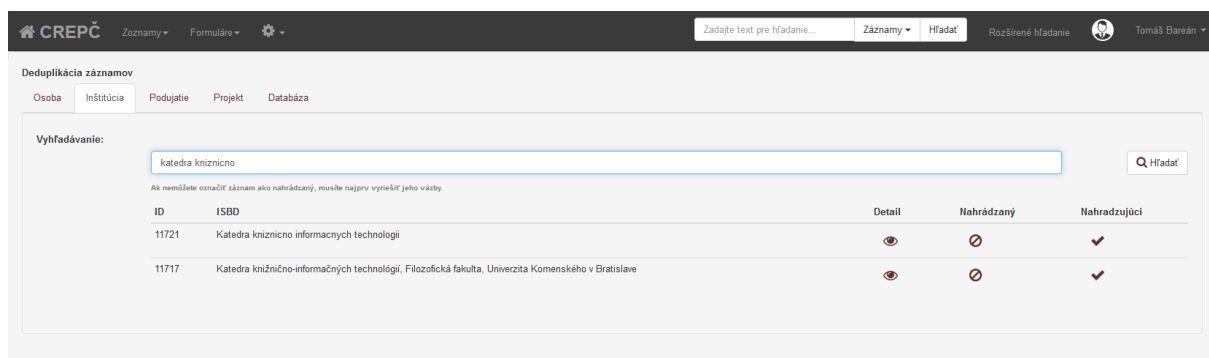 CREPČ Zoznamy Formuláre Zadajte text pre hľadanie... Záznamy Hľadať Rozšírené hľadanie Tomáš Bareán
Deduplikácia záznamov
Osoba Inštitúcia Podujatie Projekt Databáza
Vyhľadávanie:
katedra kniznicno Hľadať
Ak nemôžete označiť záznam ako nahrádzaný, musíte najprv vyriešiť jeho väzby.
ID ISBD Detail Nahrádzaný Nahradzujúci
11721 Katedra kniznicno informacnych technologii
11717 Katedra knižnično-informačných technológií, Filozofická fakulta, Univerzita Komenského v Bratislave